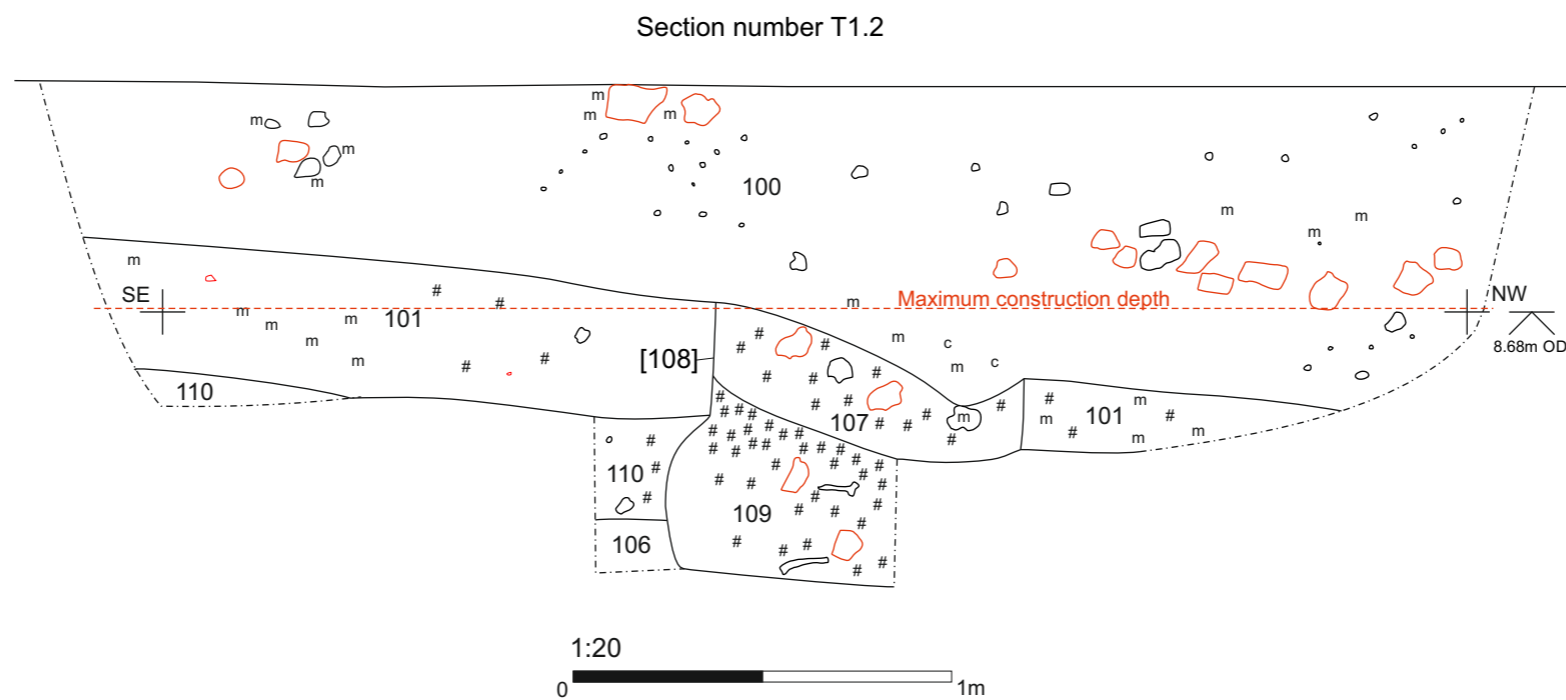 Section number T1.2
m
m
m
m
m
m
100
m
m
m
m
SE
m
#
#
m
Maximum construction depth
NW
m
m
m
101
8.68m OD
m
m
#
#
[108]
#
#
#
m
c
m
c
#
#
#
110
#
#
#
#
#
m
#
107
#
m
#
101
m
#
#
m
m
#
110
#
#
109
106
1:20
0
1m